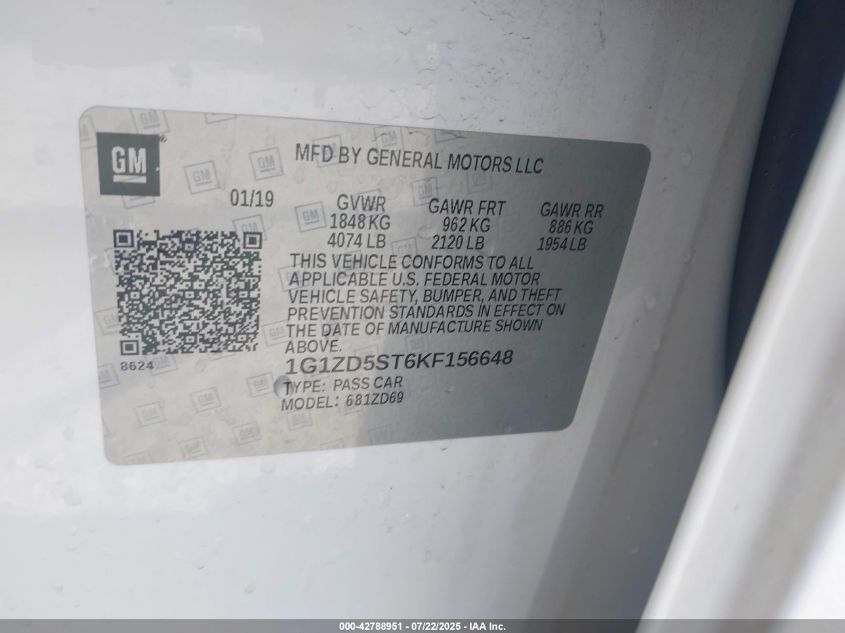 GM
MFD BY GENERAL MOTORS LLC
01/19
GVWR GAWR FRT GAWR RR
1848 KG 962 KG 886 KG
4074 LB 2120 LB 1954 LB
THIS VEHICLE CONFORMS TO ALL
APPLICABLE U.S. FEDERAL MOTOR
VEHICLE SAFETY, BUMPER, AND THEFT
PREVENTION STANDARDS IN EFFECT ON
THE DATE OF MANUFACTURE SHOWN
ABOVE.
8624
1G1ZD5ST6KF156648
TYPE: PASS CAR
MODEL: 681ZD69
000-42788951 - 07/22/2025 - IAA Inc.